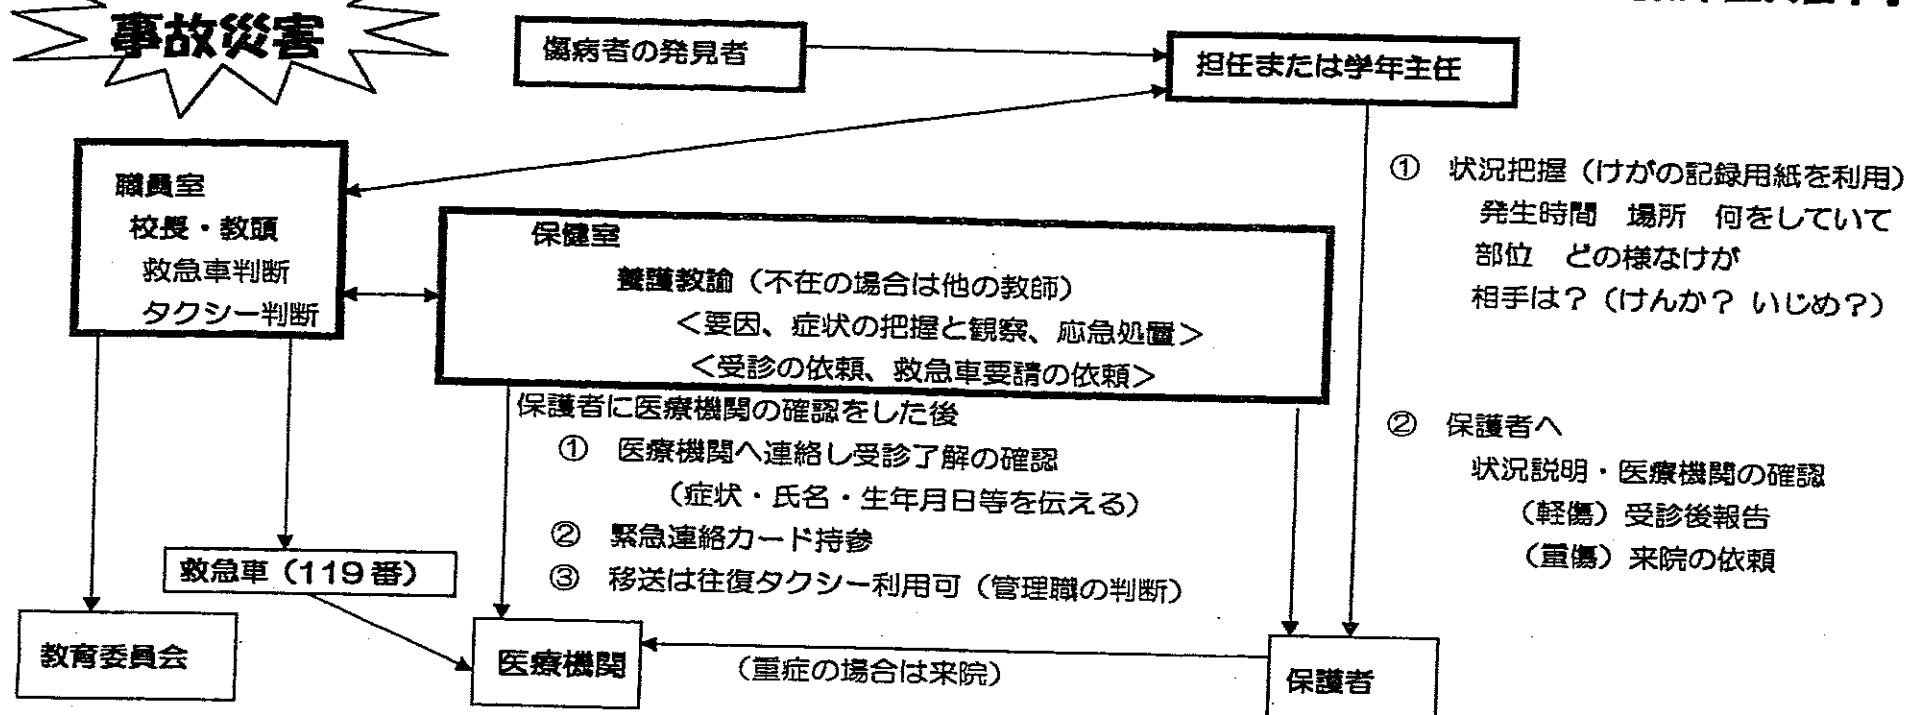 事故災害
傷病者の発見者
担任または学年主任
職員室
校長・教頭
救急車判断
タクシー判断
保健室
養護教諭（不在の場合は他の教師）
＜要因、症状の把握と観察、応急処置＞
＜受診の依頼、救急車要請の依頼＞
① 状況把握（けがの記録用紙を利用）
発生時間 場所 何をしていて
部位 どの様なけが
相手は？（けんか？ いじめ？）
保護者に医療機関の確認をした後
① 医療機関へ連絡し受診了解の確認
（症状・氏名・生年月日等を伝える）
② 緊急連絡カード持参
③ 移送は往復タクシー利用可（管理職の判断）
② 保護者へ
状況説明・医療機関の確認
（軽傷）受診後報告
（重傷）来院の依頼
救急車（119番）
教育委員会
医療機関
（重症の場合は来院）
保護者